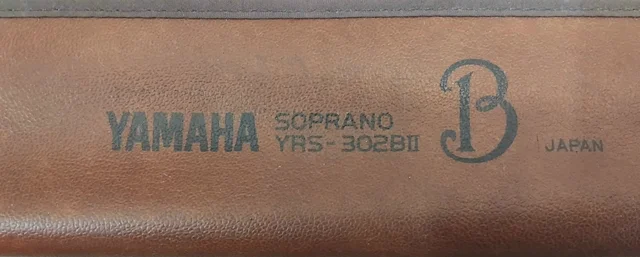 YAMAHA SOPRANO
YRS-302BII
B
JAPAN